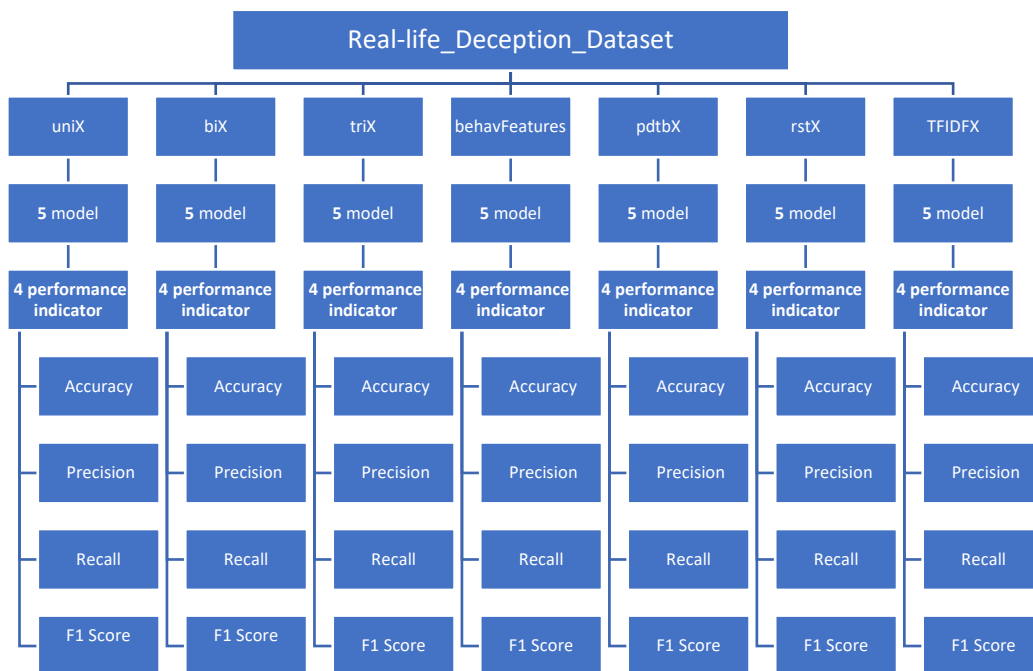 Real-life_Deception_Dataset
uniX
biX
triX
behavFeatures
pdtbX
rstX
TFIDFX
5 model
5 model
5 model
5 model
5 model
5 model
5 model
4 performance
indicator
4 performance
indicator
4 performance
indicator
4 performance
indicator
4 performance
indicator
4 performance
indicator
4 performance
indicator
Accuracy
Accuracy
Accuracy
Accuracy
Accuracy
Accuracy
Accuracy
Precision
Precision
Precision
Precision
Precision
Precision
Precision
Recall
Recall
Recall
Recall
Recall
Recall
Recall
F1 Score
F1 Score
F1 Score
F1 Score
F1 Score
F1 Score
F1 Score